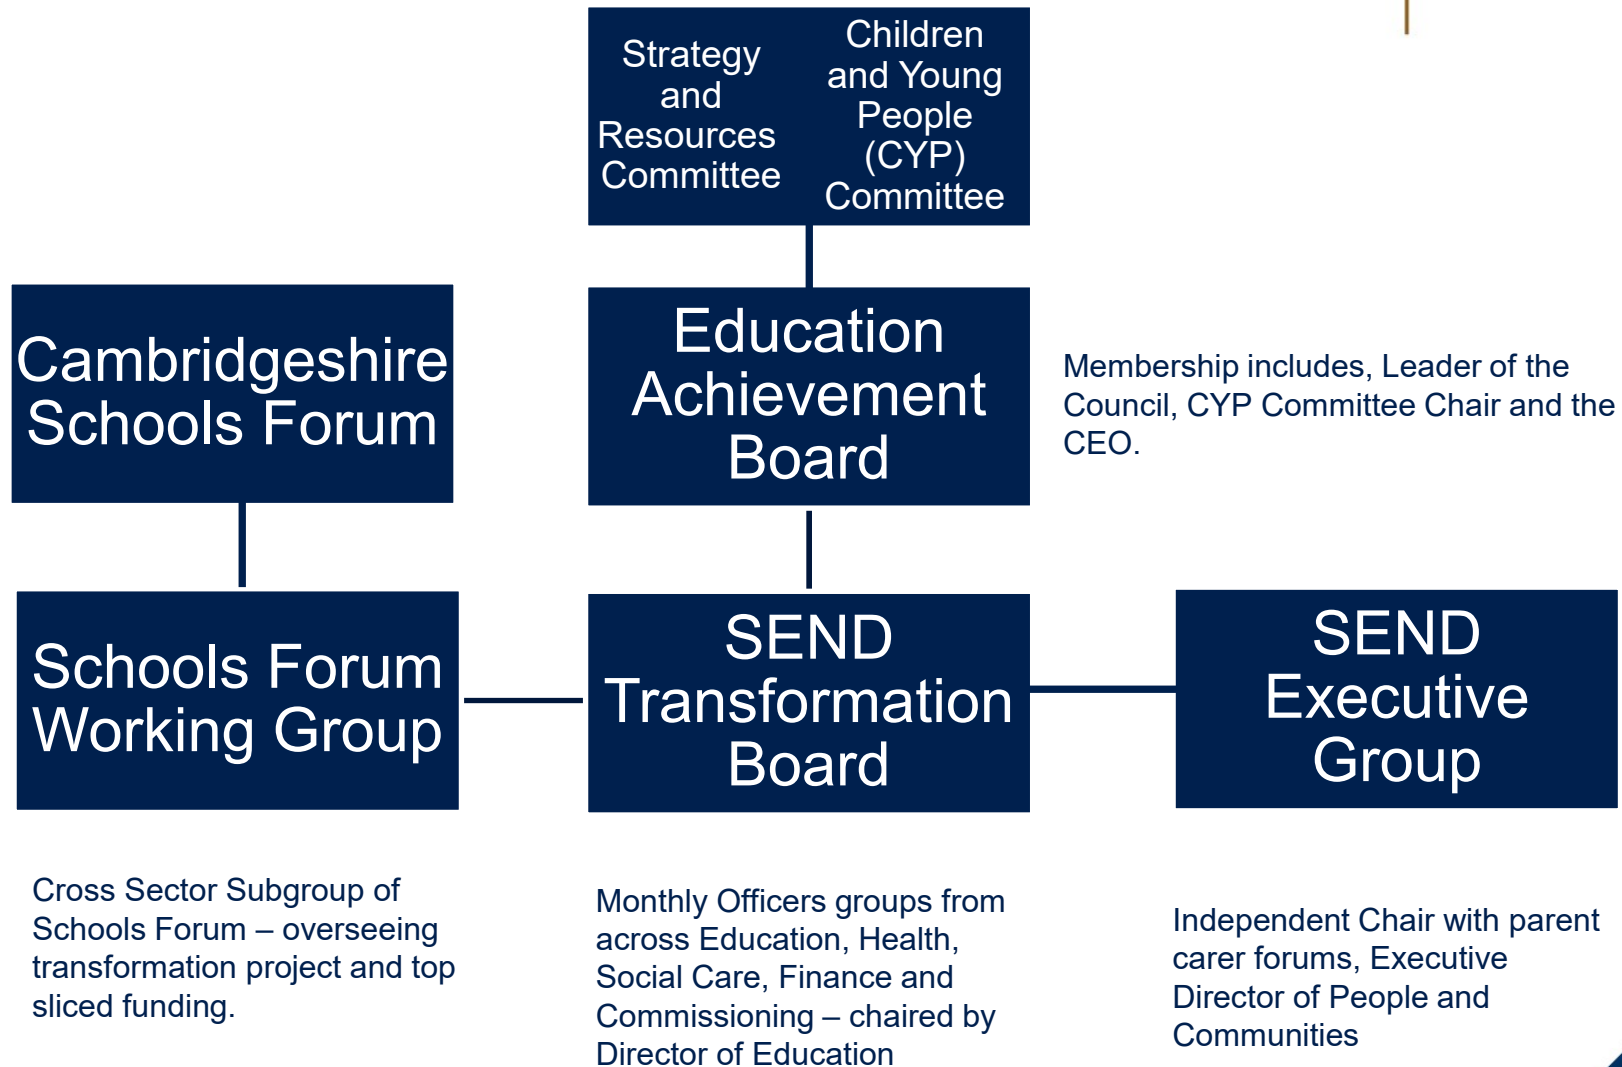 Strategy
and
Resources
Committee
Children
and Young
People
(CYP)
Committee
Cambridgeshire
Schools Forum
Education
Achievement
Board
Membership includes, Leader of the
Council, CYP Committee Chair and the
CEO.
Schools Forum
Working Group
SEND
Transformation
Board
SEND
Executive
Group
Cross Sector Subgroup of
Schools Forum – overseeing
transformation project and top
sliced funding.
Monthly Officers groups from
across Education, Health,
Social Care, Finance and
Commissioning – chaired by
Director of Education
Independent Chair with parent
carer forums, Executive
Director of People and
Communities